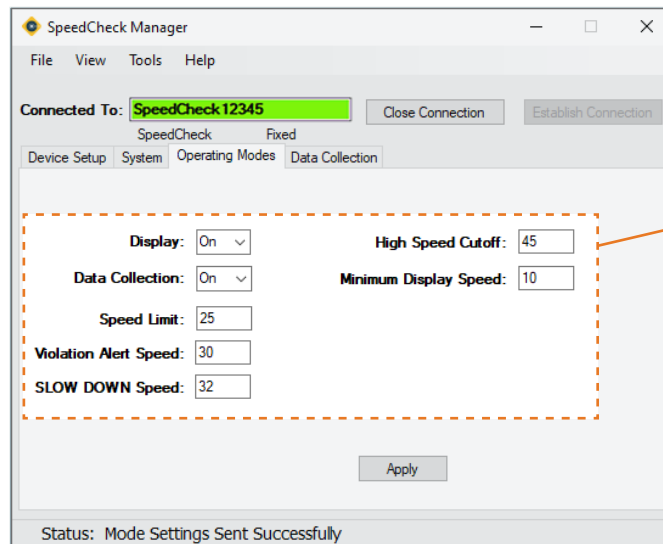 SpeedCheck Manager
File View Tools Help
Connected To: SpeedCheck 12345 Close Connection Establish Connection
SpeedCheck Fixed
Device Setup System Operating Modes Data Collection
Display: On High Speed Cutoff: 45
Data Collection: On Minimum Display Speed: 10
Speed Limit: 25
Violation Alert Speed: 30
SLOW DOWN Speed: 32
Apply
Status: Mode Settings Sent Successfully